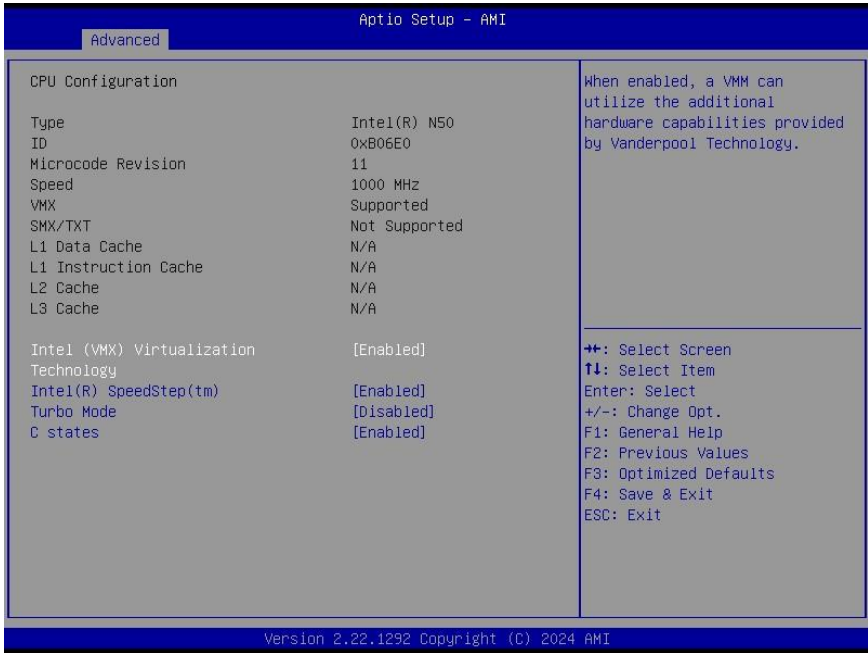 Aptio Setup – AMI
Advanced
CPU Configuration
Type Intel(R) N50
ID 0xB06E0
Microcode Revision 11
Speed 1000 MHz
VMX Supported
SMX/TXT Not Supported
L1 Data Cache N/A
L1 Instruction Cache N/A
L2 Cache N/A
L3 Cache N/A
Intel (VMX) Virtualization [Enabled]
Technology
Intel(R) SpeedStep(tm) [Enabled]
Turbo Mode [Disabled]
C states [Enabled]
When enabled, a VMM can
utilize the additional
hardware capabilities provided
by Vanderpool Technology.
→←: Select Screen
↑↓: Select Item
Enter: Select
+/-: Change Opt.
F1: General Help
F2: Previous Values
F3: Optimized Defaults
F4: Save & Exit
ESC: Exit
Version 2.22.1292 Copyright (C) 2024 AMI